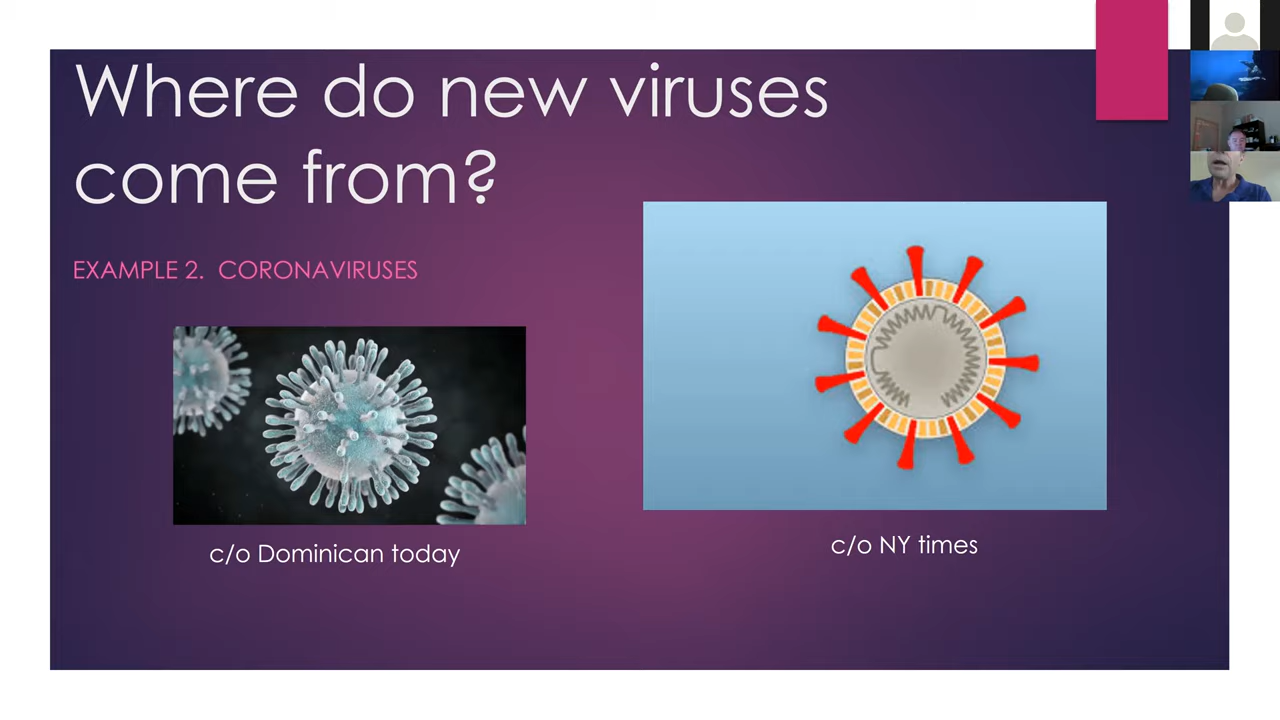 Where do new viruses
come from?
EXAMPLE 2. CORONAVIRUSES
c/o Dominican today
c/o NY times